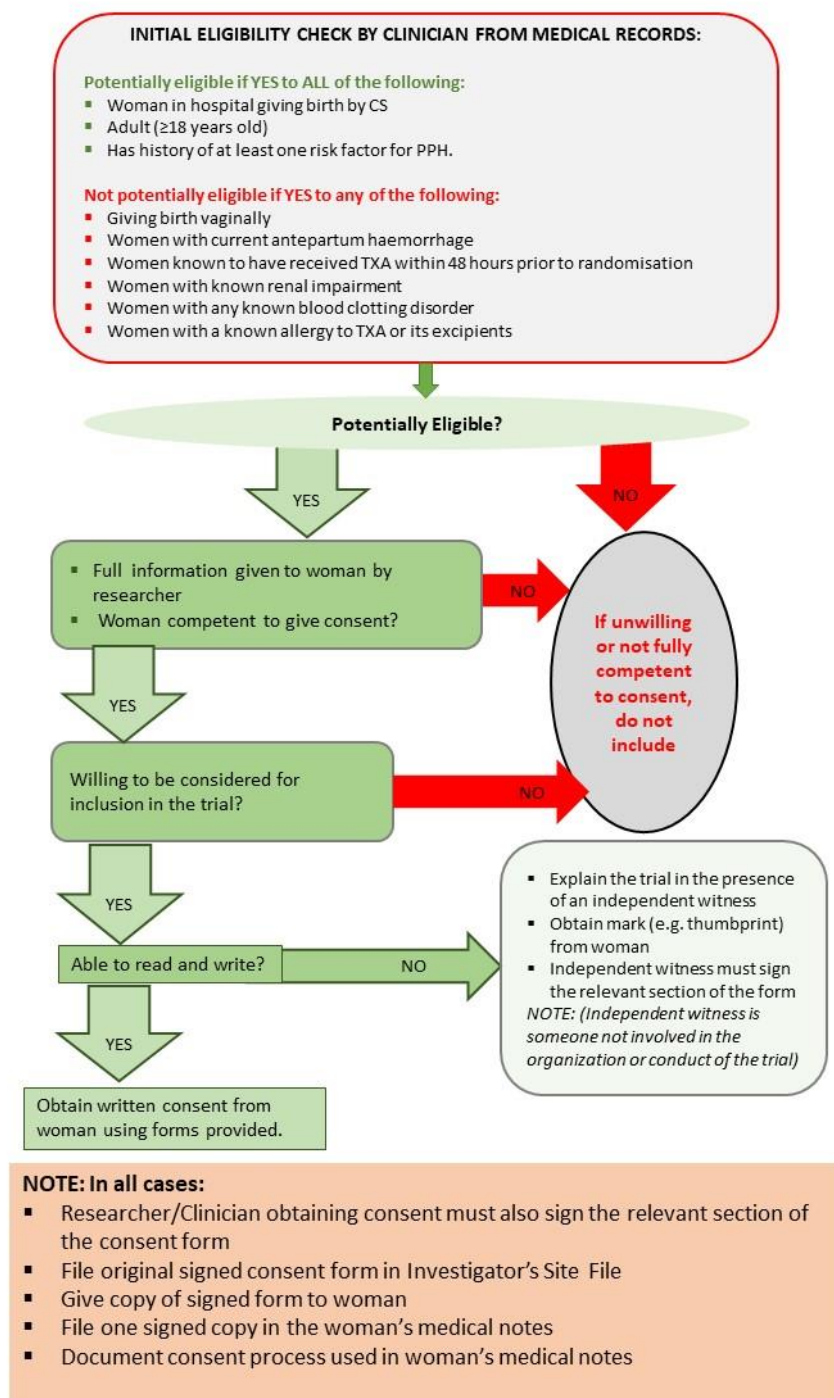 INITIAL ELIGIBILITY CHECK BY CLINICIAN FROM MEDICAL RECORDS:
Potentially eligible if YES to ALL of the following:
▪ Woman in hospital giving birth by CS
▪ Adult (≥18 years old)
▪ Has history of at least one risk factor for PPH.
Not potentially eligible if YES to any of the following:
▪ Giving birth vaginally
▪ Women with current antepartum haemorrhage
▪ Women known to have received TXA within 48 hours prior to randomisation
▪ Women with known renal impairment
▪ Women with any known blood clotting disorder
▪ Women with a known allergy to TXA or its excipients
Potentially Eligible?
YES
NO
▪ Full information given to woman by
researcher
▪ Woman competent to give consent?
NO
If unwilling
or not fully
competent
to consent,
do not
include
YES
Willing to be considered for
inclusion in the trial?
NO
YES
Able to read and write?
NO
▪ Explain the trial in the presence
of an independent witness
▪ Obtain mark (e.g. thumbprint)
from woman
▪ Independent witness must sign
the relevant section of the form
NOTE: (Independent witness is
someone not involved in the
organization or conduct of the trial)
YES
Obtain written consent from
woman using forms provided.
NOTE: In all cases:
▪ Researcher/Clinician obtaining consent must also sign the relevant section of
the consent form
▪ File original signed consent form in Investigator's Site File
▪ Give copy of signed form to woman
▪ File one signed copy in the woman's medical notes
▪ Document consent process used in woman's medical notes